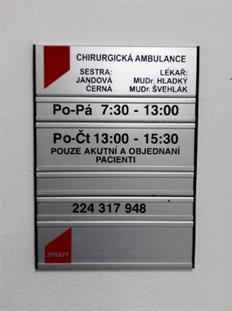 CHIRURGICKÁ AMBULANCE
SESTRA: LÉKAŘ:
JANDOVÁ MUDr. HLADKÝ
ČERNÁ MUDr. ŠVEHLÁK
Po-Pá 7:30 - 13:00
Po-Čt 13:00 - 15:30
POUZE AKUTNÍ A OBJEDNANÍ
PACIENTI
224 317 948
ZPRÁVY